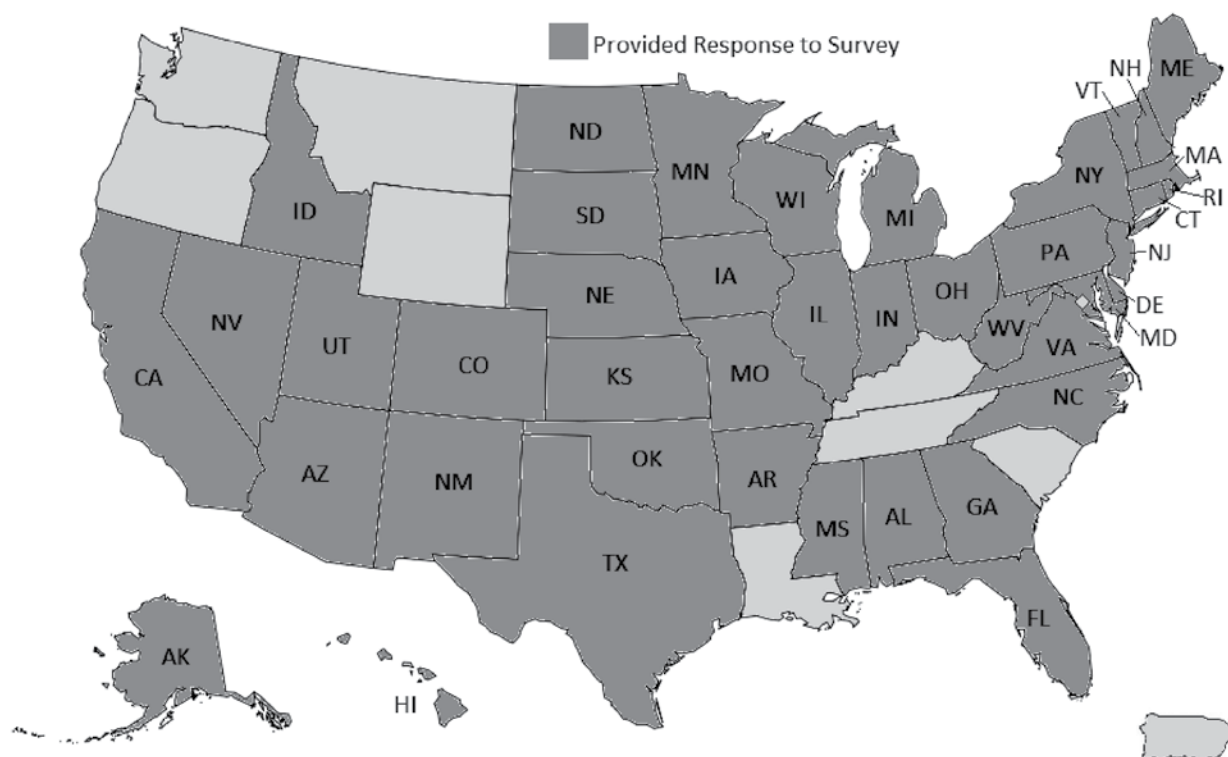 Provided Response to Survey
ME
NH
VT
ND
MN
MA
NY
WI
RI
ID
SD
MI
CT
PA
NJ
IA
NE
OH
DE
NV
IL
IN
WV
MD
UT
VA
CO
CA
KS
MO
NC
OK
AZ
AR
NM
GA
MS
AL
TX
FL
AK
HI